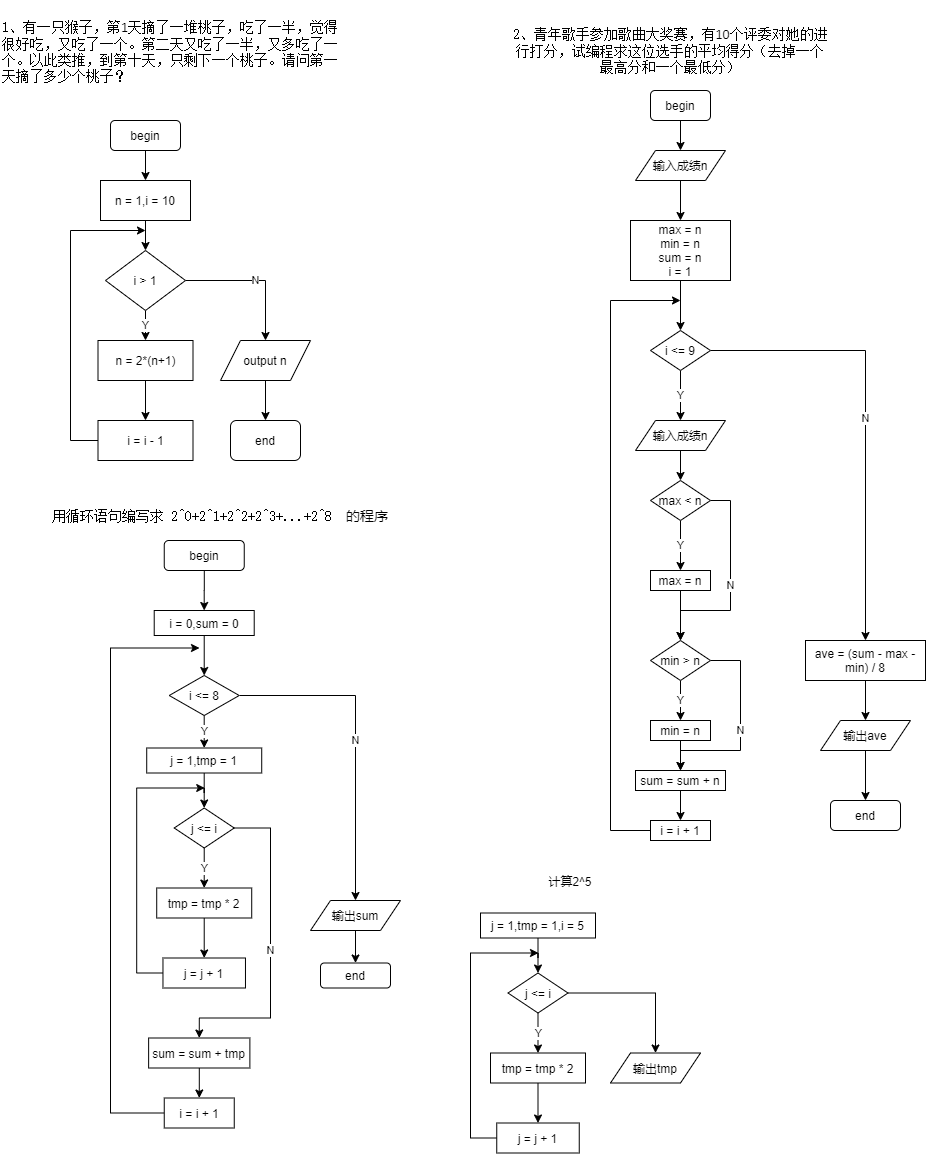 1、有一只猴子，第1天摘了一堆桃子，吃了一半，觉得
很好吃，又吃了一个。第二天又吃了一半，又多吃了一
个。以此类推，到第十天，只剩下一个桃子。请问第一
天摘了多少个桃子？
begin
n = 1,i = 10
i > 1
N
Y
n = 2*(n+1)
output n
i = i - 1
end
2、青年歌手参加歌曲大奖赛，有10个评委对她的进
行打分，试编程求这位选手的平均得分（去掉一个
最高分和一个最低分）
begin
输入成绩n
max = n
min = n
sum = n
i = 1
i <= 9
Y
N
输入成绩n
max < n
Y
max = n
N
min > n
Y
min = n
N
sum = sum + n
i = i + 1
ave = (sum - max -
min) / 8
输出ave
end
用循环语句编写求 2^0+2^1+2^2+2^3+...+2^8 的程序
begin
i = 0,sum = 0
i <= 8
Y
N
j = 1,tmp = 1
j <= i
Y
tmp = tmp * 2
N
j = j + 1
sum = sum + tmp
i = i + 1
输出sum
end
计算2^5
j = 1,tmp = 1,i = 5
j <= i
Y
tmp = tmp * 2
输出tmp
j = j + 1